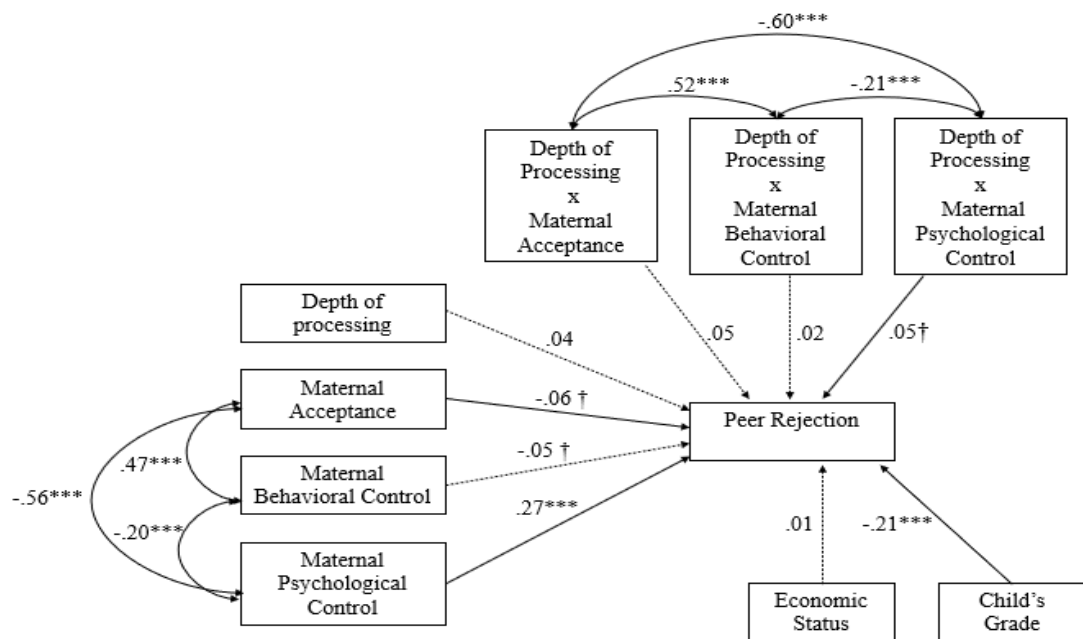 -.60***
.52***
-.21***
Depth of
Processing
x
Maternal
Acceptance
Depth of
Processing
x
Maternal
Behavioral
Control
Depth of
Processing
x
Maternal
Psychological
Control
Depth of
processing
.04
.05
.02
.05†
Maternal
Acceptance
-.06 †
Peer Rejection
.47***
-.56***
-.05 †
Maternal
Behavioral Control
-.20***
.27***
Maternal
Psychological
Control
.01
-.21***
Economic
Status
Child's
Grade